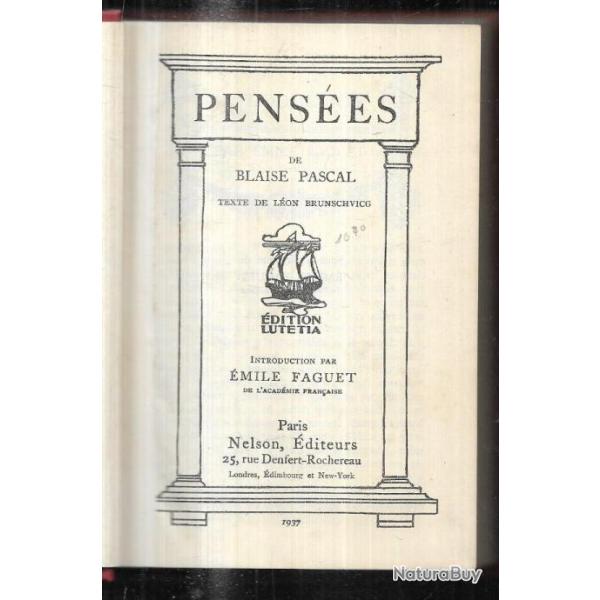 PENSÉES
DE
BLAISE PASCAL
TEXTE DE LÉON BRUNSCHVICG
1670
ÉDITION
LUTETIA
INTRODUCTION PAR
ÉMILE FAGUET
DE L'ACADÉMIE FRANÇAISE
Paris
Nelson, Éditeurs
25, rue Denfert-Rochereau
Londres, Édimbourg et New-York
1937
NaturaBuy